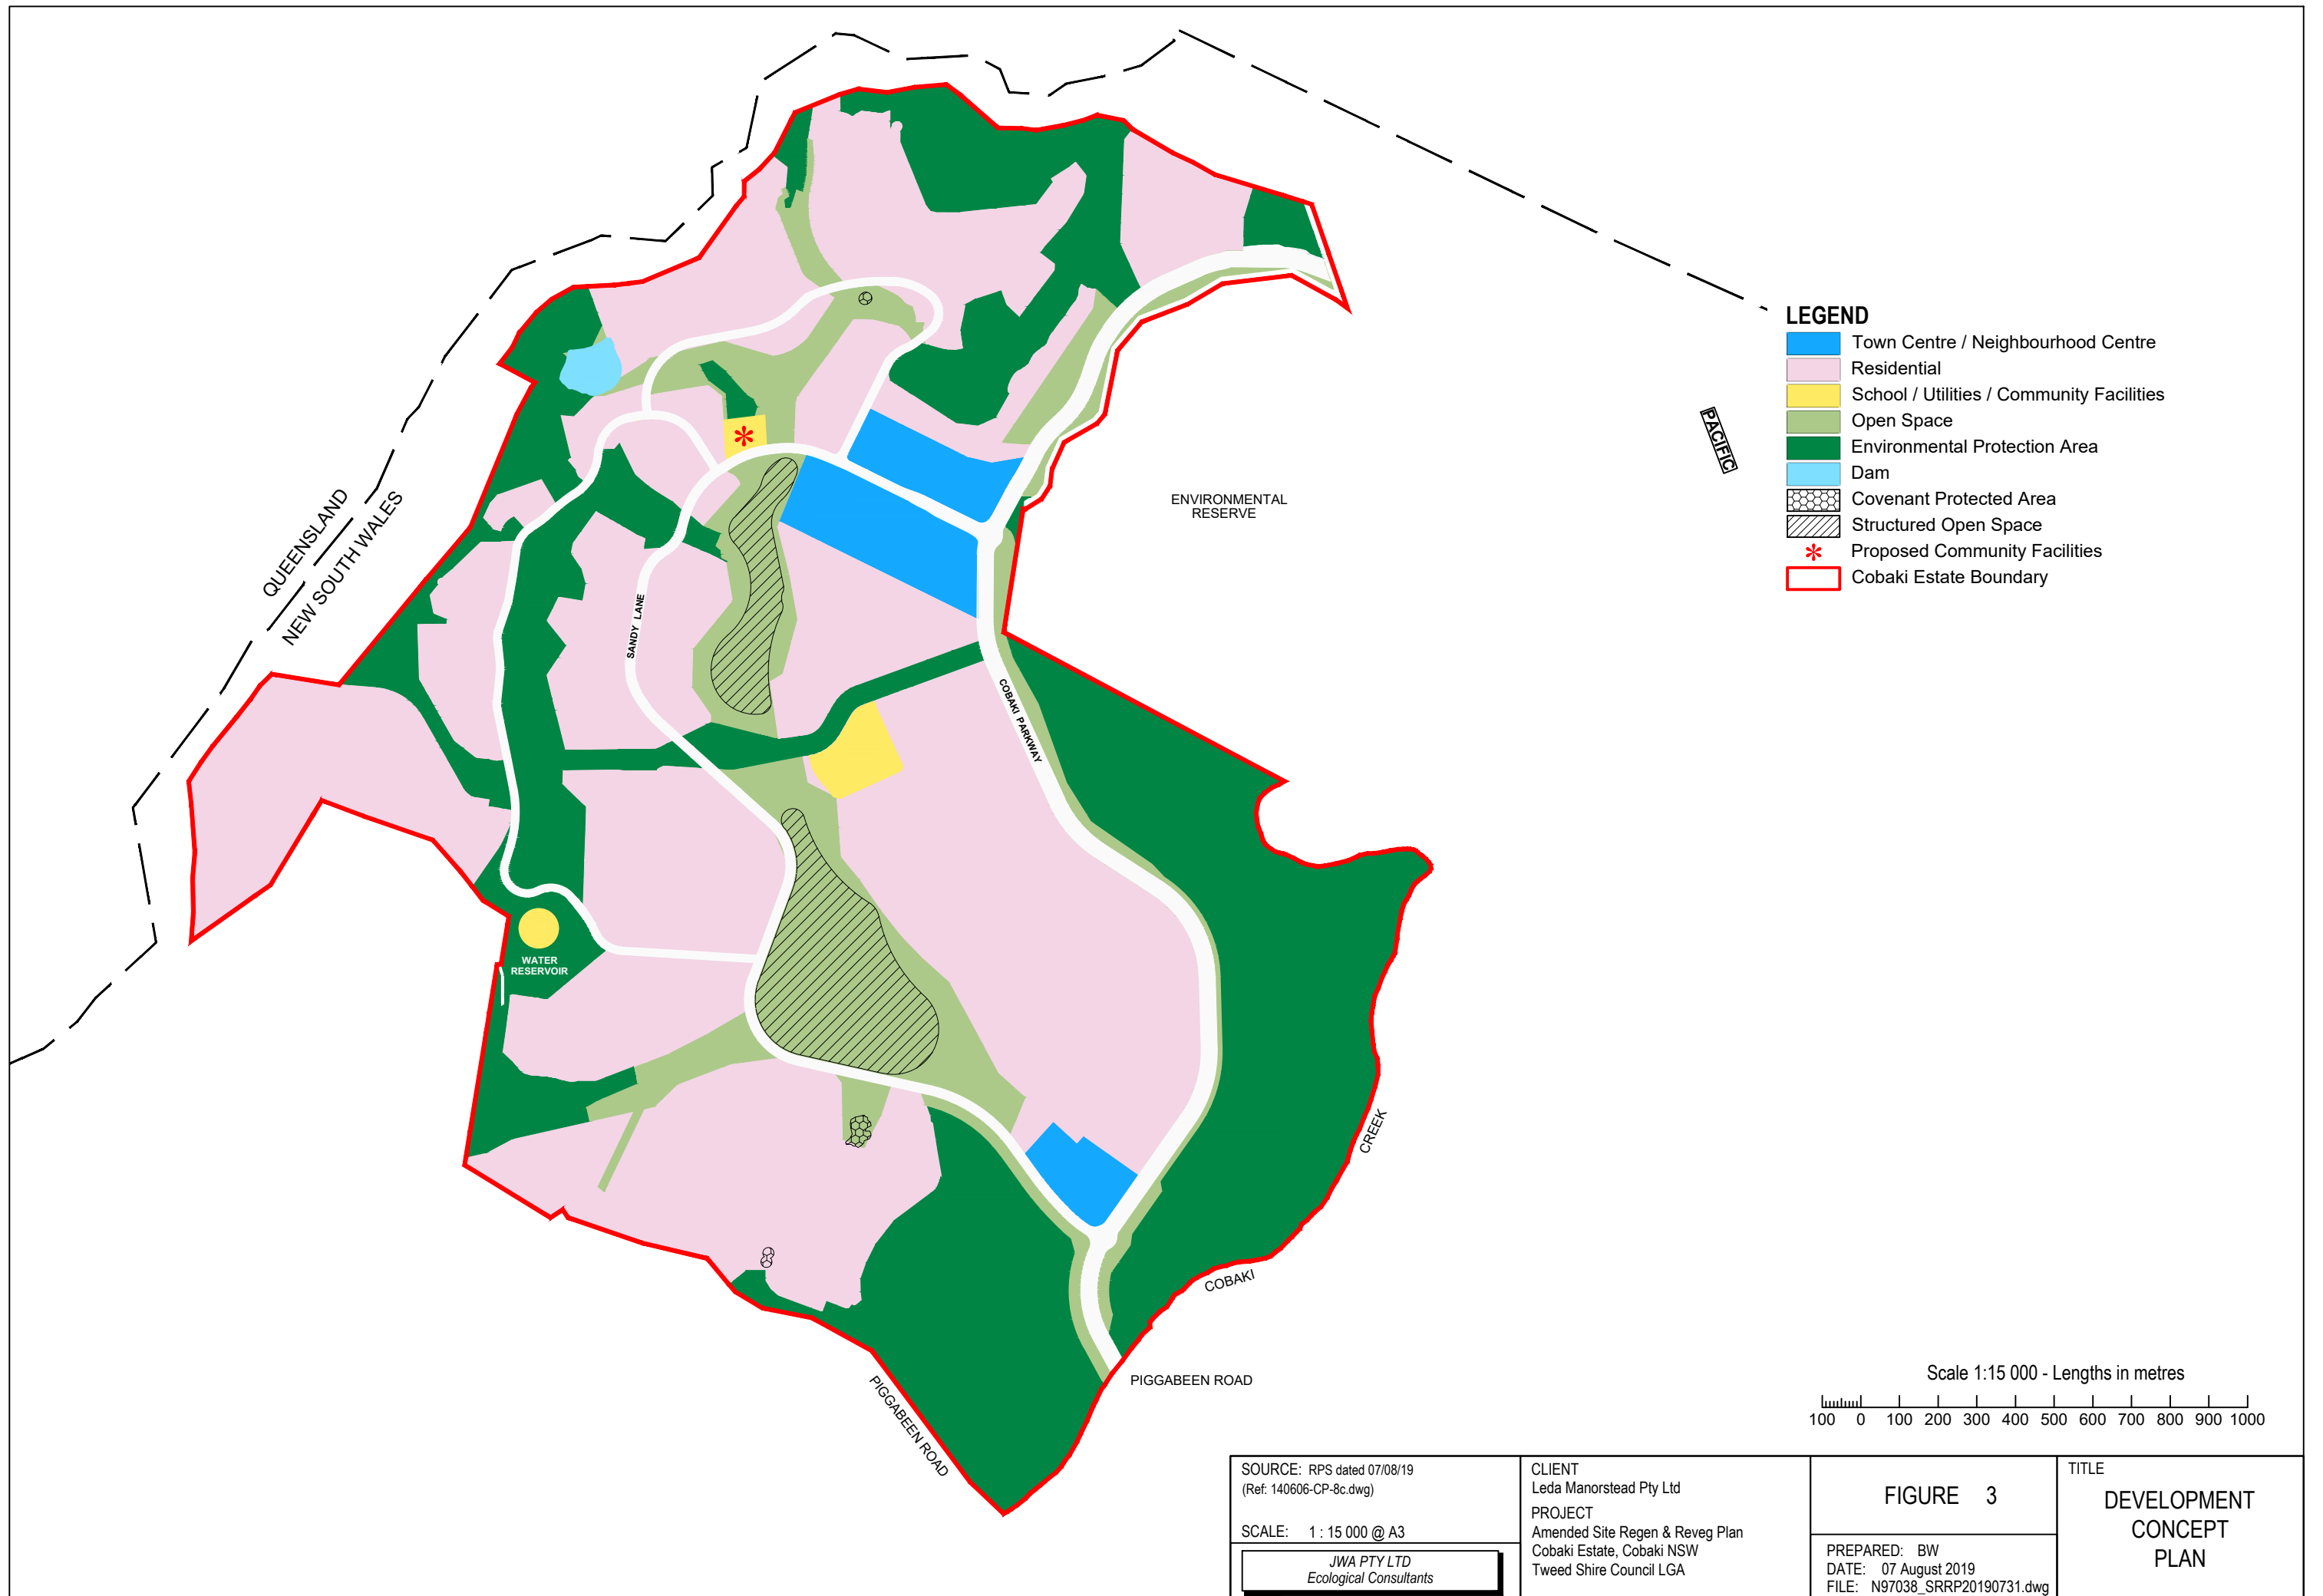 LEGEND
Town Centre / Neighbourhood Centre
Residential
School / Utilities / Community Facilities
Open Space
Environmental Protection Area
Dam
Covenant Protected Area
Structured Open Space
Proposed Community Facilities
Cobaki Estate Boundary
PACIFIC
ENVIRONMENTAL
RESERVE
QUEENSLAND
NEW SOUTH WALES
SANDY LANE
COBAKI PARKWAY
WATER
RESERVOIR
CREEK
COBAKI
PIGGABEEN ROAD
PIGGABEEN ROAD
Scale 1:15 000 - Lengths in metres
100 0 100 200 300 400 500 600 700 800 900 1000
SOURCE: RPS dated 07/08/19
(Ref: 140606-CP-8c.dwg)
SCALE: 1 : 15 000 @ A3
JWA PTY LTD
Ecological Consultants
CLIENT
Leda Manorstead Pty Ltd
PROJECT
Amended Site Regen & Reveg Plan
Cobaki Estate, Cobaki NSW
Tweed Shire Council LGA
FIGURE 3
PREPARED: BW
DATE: 07 August 2019
FILE: N97038_SRRP20190731.dwg
TITLE
DEVELOPMENT
CONCEPT
PLAN